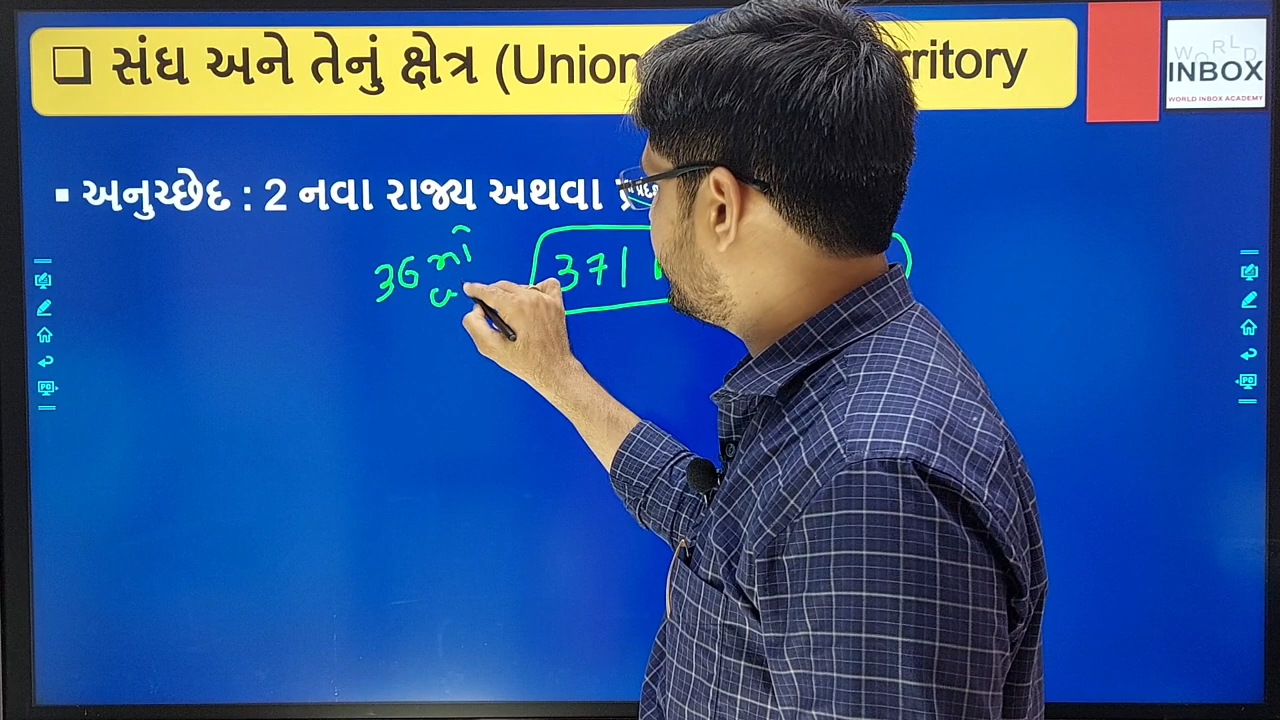 ❑ સંઘ અને તેનું ક્ષેત્ર (Union rritory
WORLD
INBOX
WORLD INBOX ACADEMY
▪ અનુચ્છેદ : 2 નવા રાજ્ય અથવા
36 માં
371